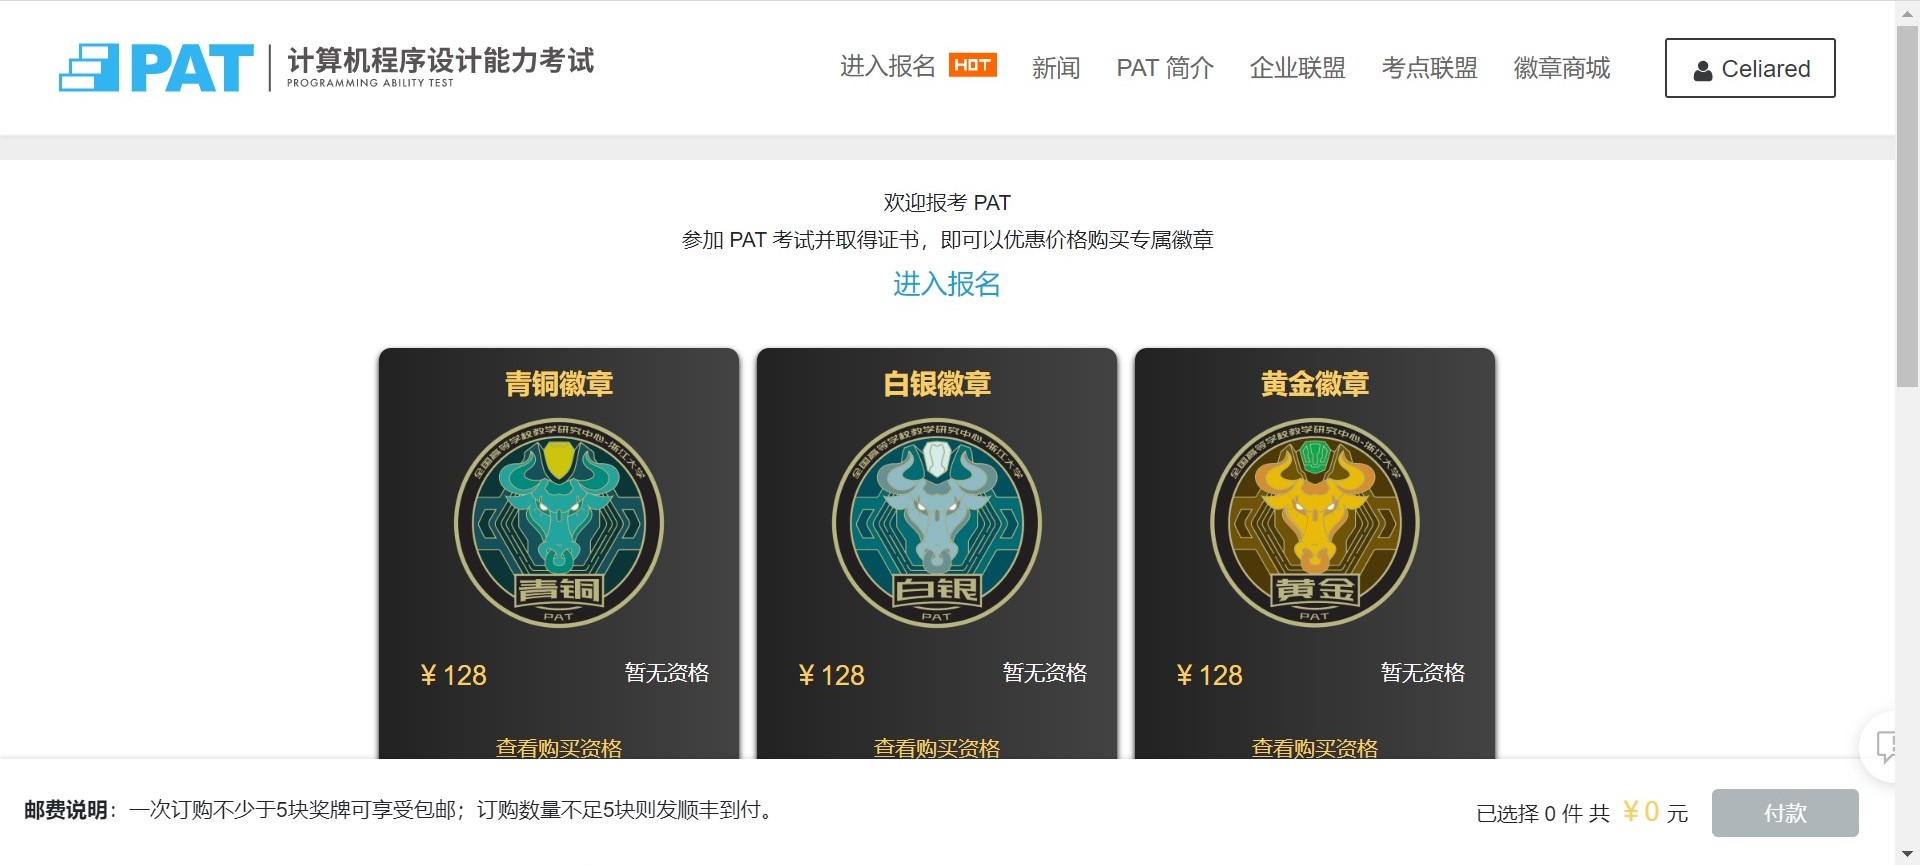 PAT 计算机程序设计能力考试
PROGRAMMING ABILITY TEST
进入报名 HOT 新闻 PAT 简介 企业联盟 考点联盟 徽章商城 Celiared
欢迎报考 PAT
参加 PAT 考试并取得证书，即可以优惠价格购买专属徽章
进入报名
青铜徽章
全国高等学校教学研究中心-浙江大学
青铜
PAT
¥ 128 暂无资格
查看购买资格
白银徽章
全国高等学校教学研究中心-浙江大学
白银
PAT
¥ 128 暂无资格
查看购买资格
黄金徽章
全国高等学校教学研究中心-浙江大学
黄金
PAT
¥ 128 暂无资格
查看购买资格
邮费说明：一次订购不少于5块奖牌可享受包邮；订购数量不足5块则发顺丰到付。
已选择 0 件 共 ¥ 0 元 付款